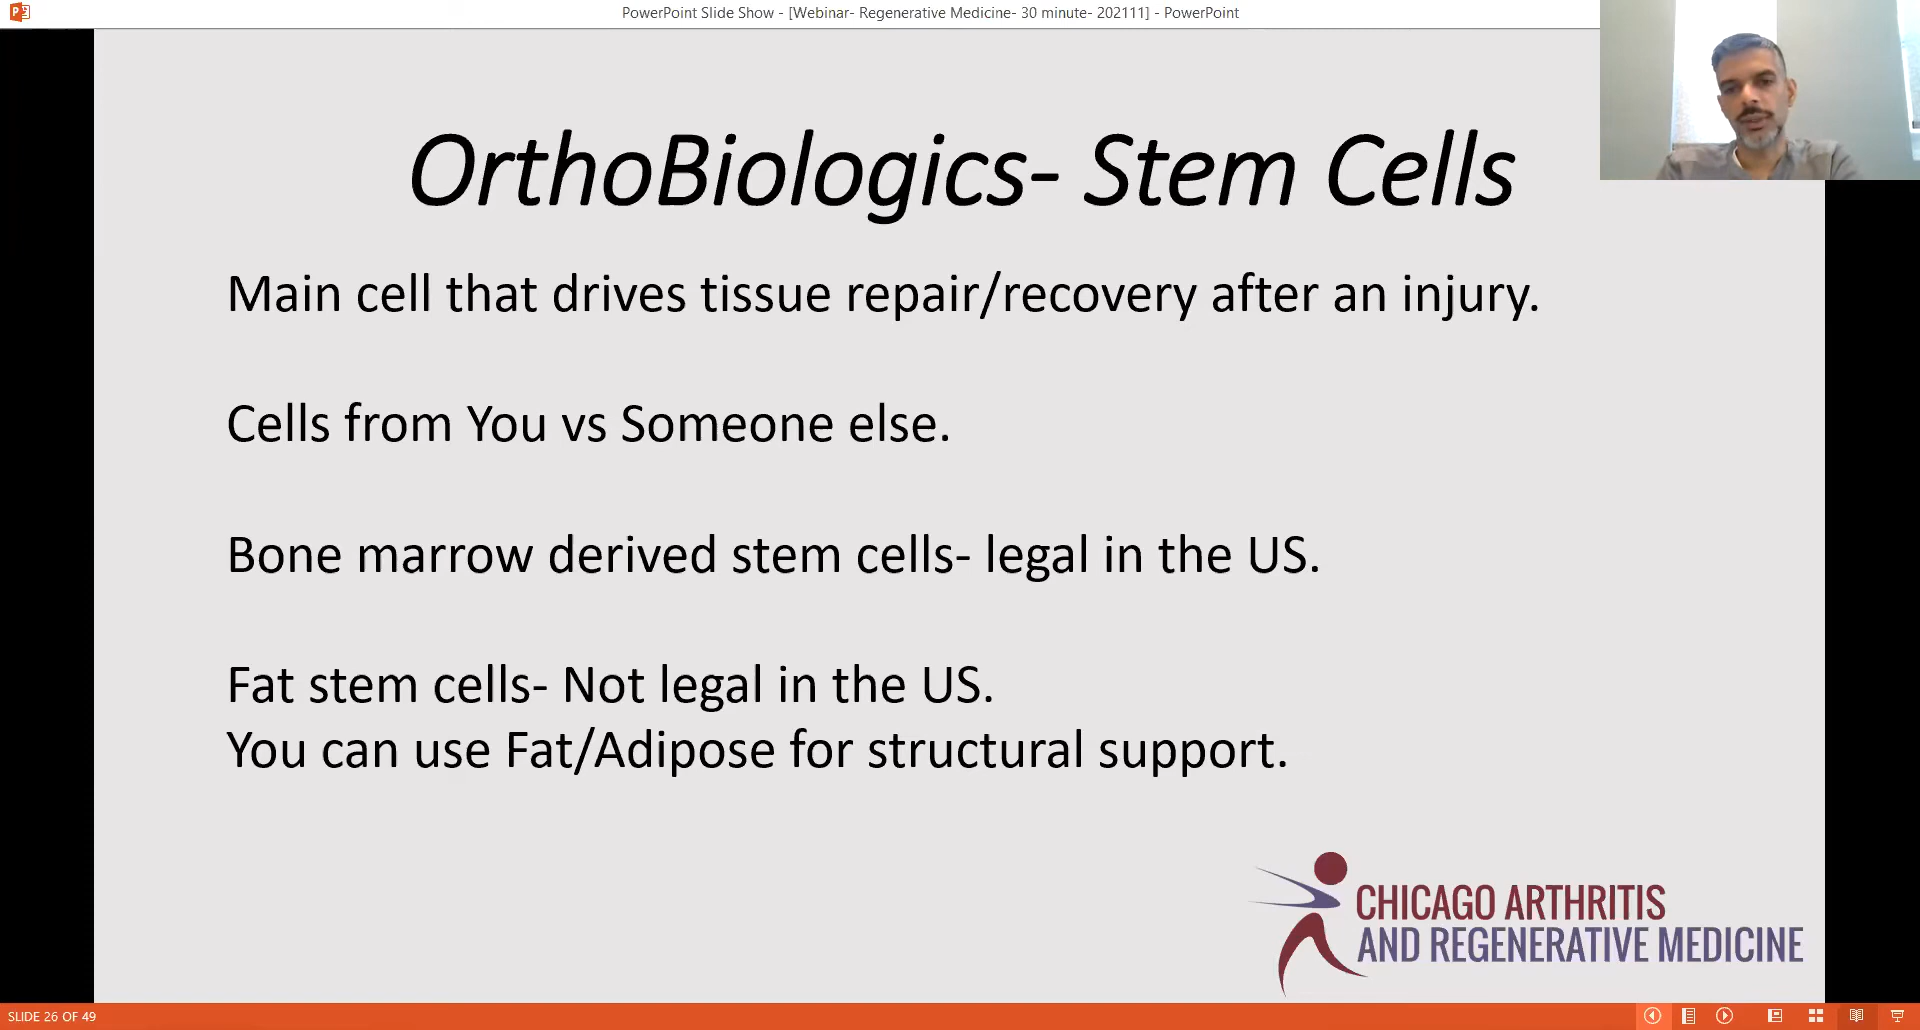 PowerPoint Slide Show - [Webinar- Regenerative Medicine- 30 minute- 202111] - PowerPoint
OrthoBiologics- Stem Cells
Main cell that drives tissue repair/recovery after an injury.
Cells from You vs Someone else.
Bone marrow derived stem cells- legal in the US.
Fat stem cells- Not legal in the US.
You can use Fat/Adipose for structural support.
CHICAGO ARTHRITIS
AND REGENERATIVE MEDICINE
SLIDE 26 OF 49